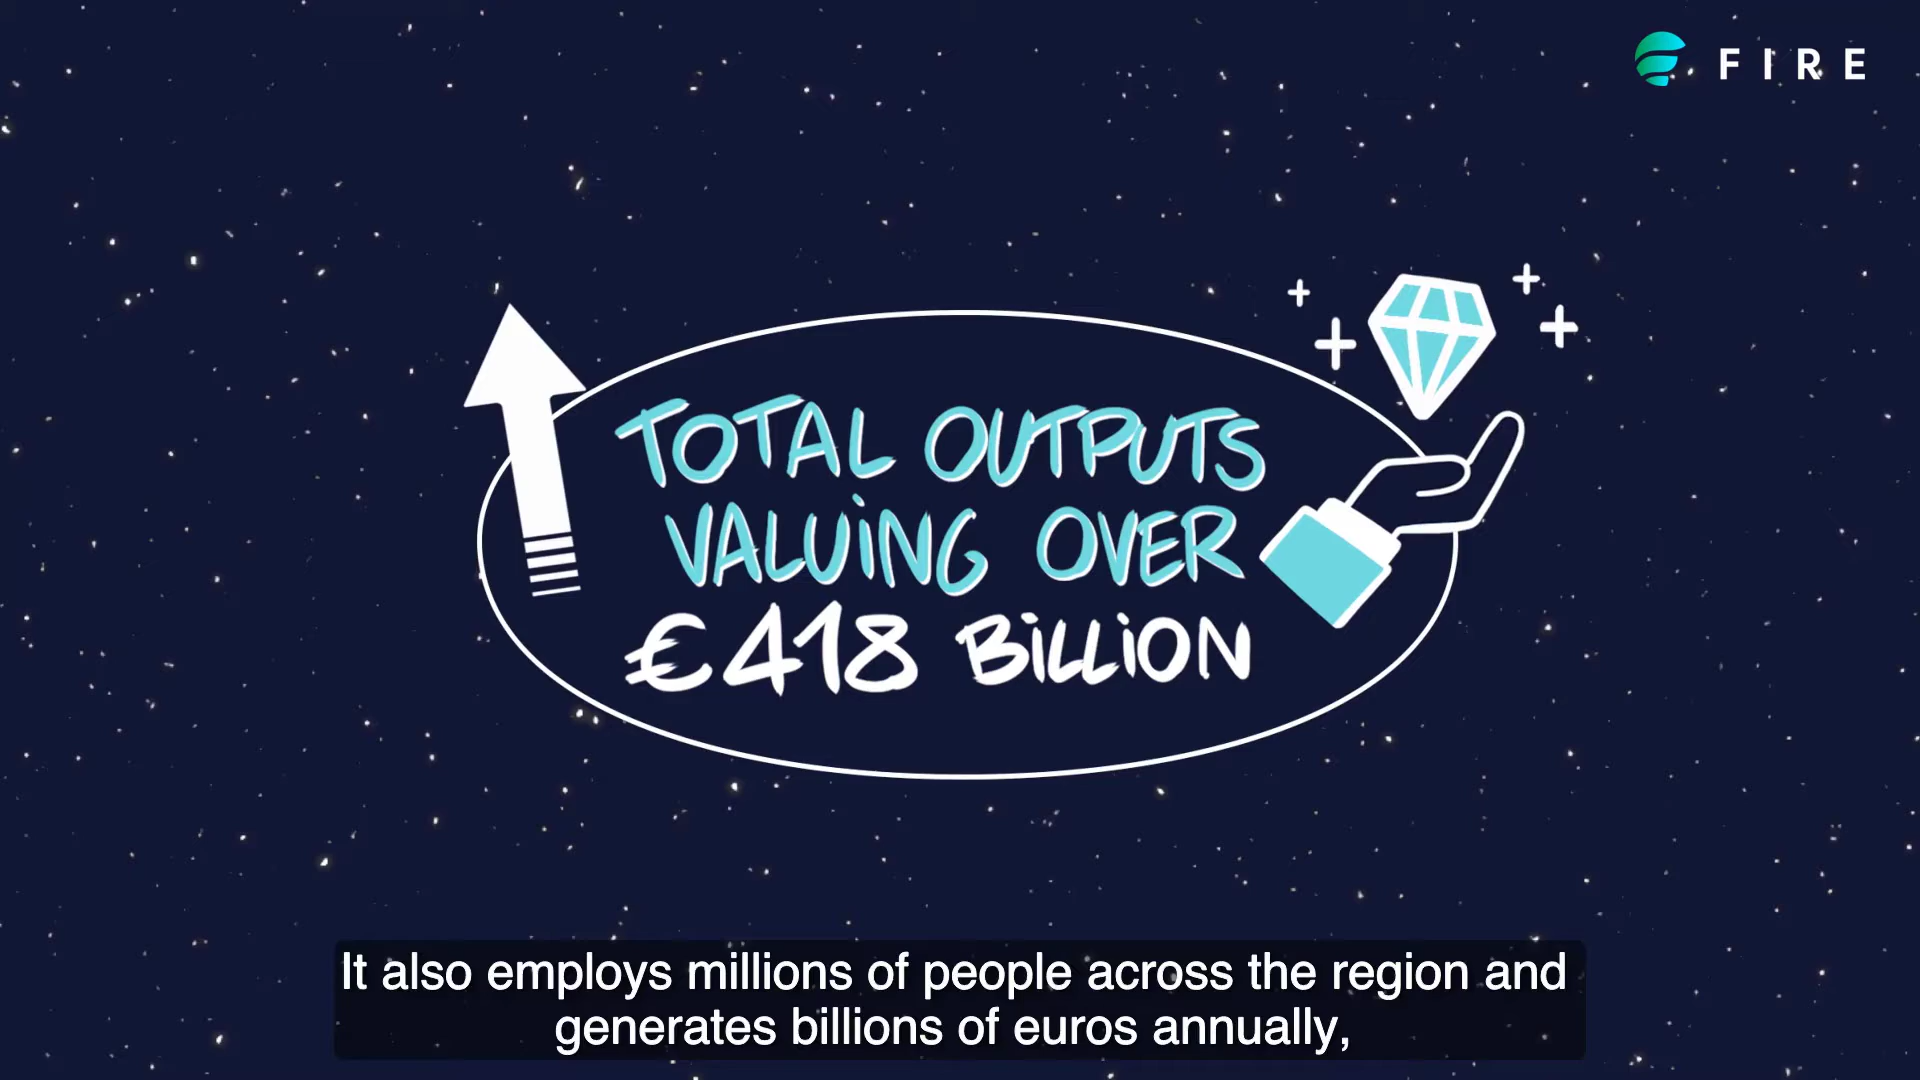 FIRE
TOTAL OUTPUTS
VALUING OVER
€418 BILLION
It also employs millions of people across the region and
generates billions of euros annually,